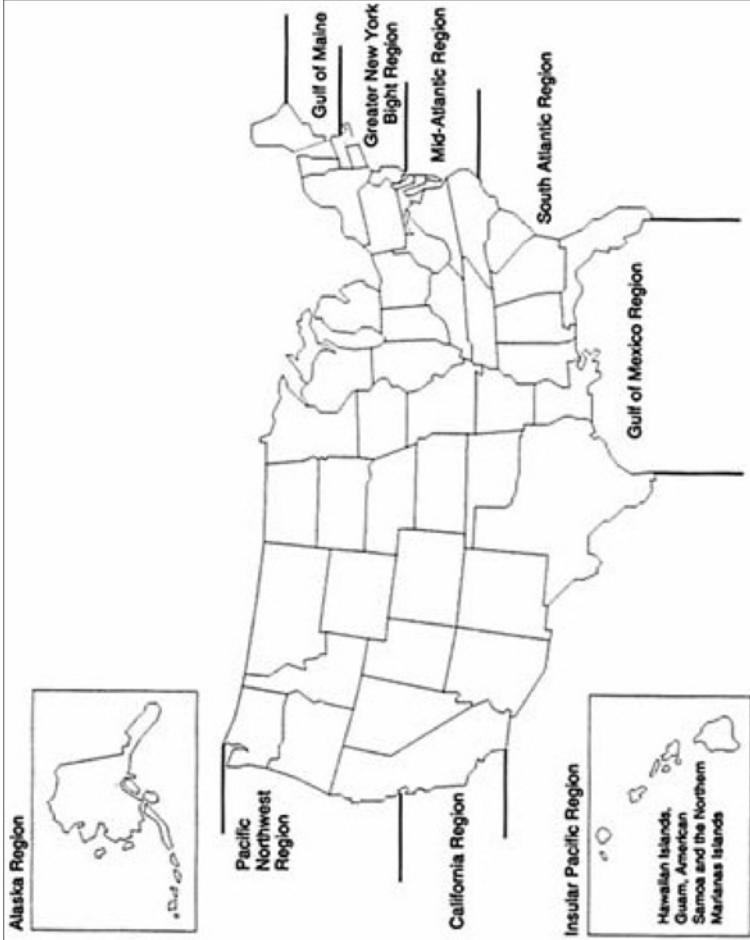 Alaska Region
Pacific
Northwest
Region
California Region
Insular Pacific Region
Hawaiian Islands,
Guam, American
Samoa and the Northern
Marianas Islands
Gulf of Mexico Region
South Atlantic Region
Mid-Atlantic Region
Greater New York
Bight Region
Gulf of Maine